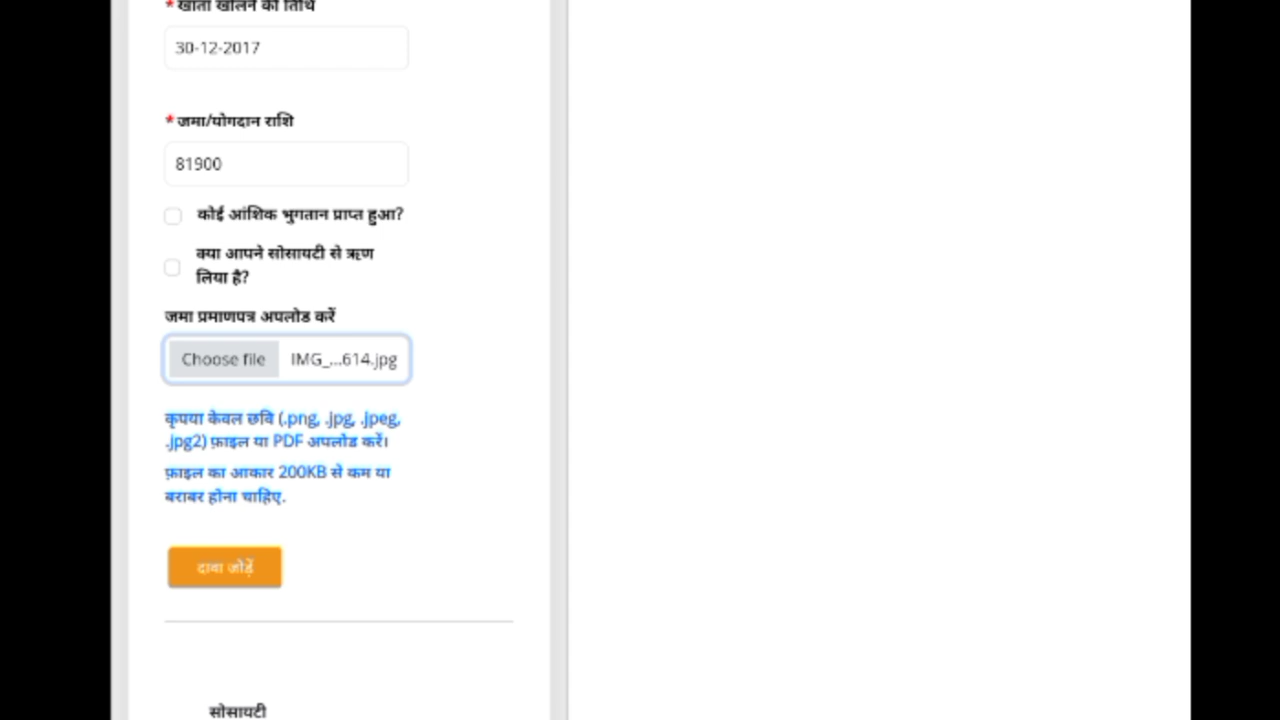 * खाता खोलने की तिथि
30-12-2017
* जमा/योगदान राशि
81900
कोई आंशिक भुगतान प्राप्त हुआ?
क्या आपने सोसायटी से ऋण
लिया है?
जमा प्रमाणपत्र अपलोड करें
Choose file IMG_...614.jpg
कृपया केवल छवि (.png, .jpg, .jpeg,
.jpg2) फ़ाइल या PDF अपलोड करें।
फ़ाइल का आकार 200KB से कम या
बराबर होना चाहिए.
दावा जोड़ें
सोसायटी